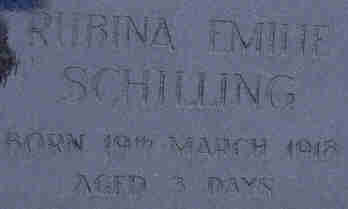 RUBINA EMILIE
SCHILLING
BORN 19TH MARCH 1918
AGED 3 DAYS